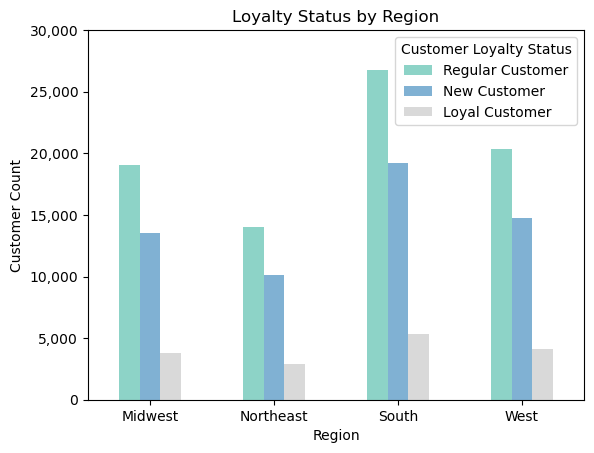 Loyalty Status by Region
Customer Loyalty Status
Regular Customer
New Customer
Loyal Customer
Customer Count
30,000
25,000
20,000
15,000
10,000
5,000
0
Midwest Northeast South West
Region